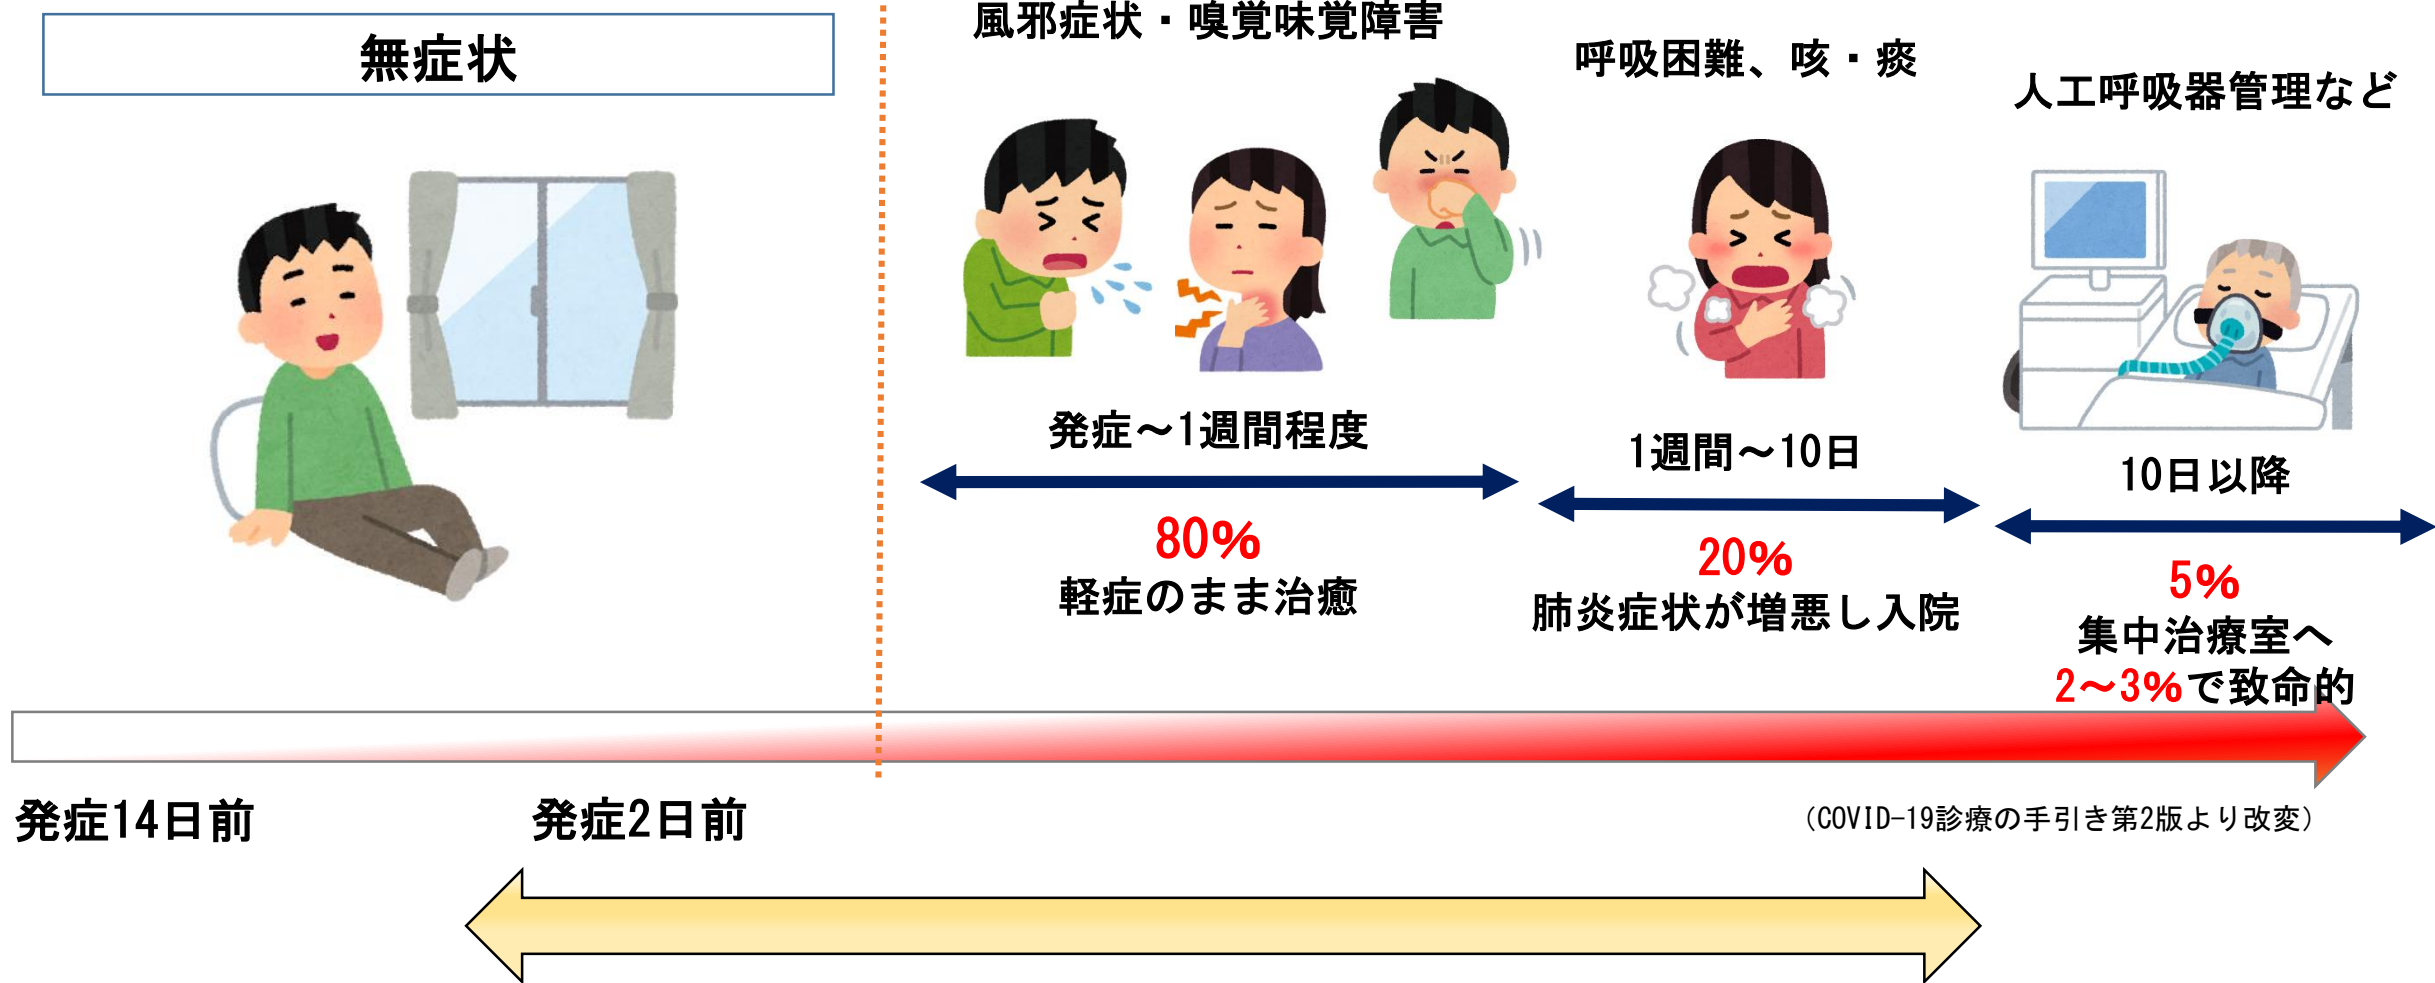 無症状
風邪症状・嗅覚味覚障害
呼吸困難、咳・痰
人工呼吸器管理など
発症～1週間程度
80%
軽症のまま治癒
1週間～10日
20%
肺炎症状が増悪し入院
10日以降
5%
集中治療室へ
2～3%で致命的
発症14日前
発症2日前
（COVID-19診療の手引き第2版より改変）